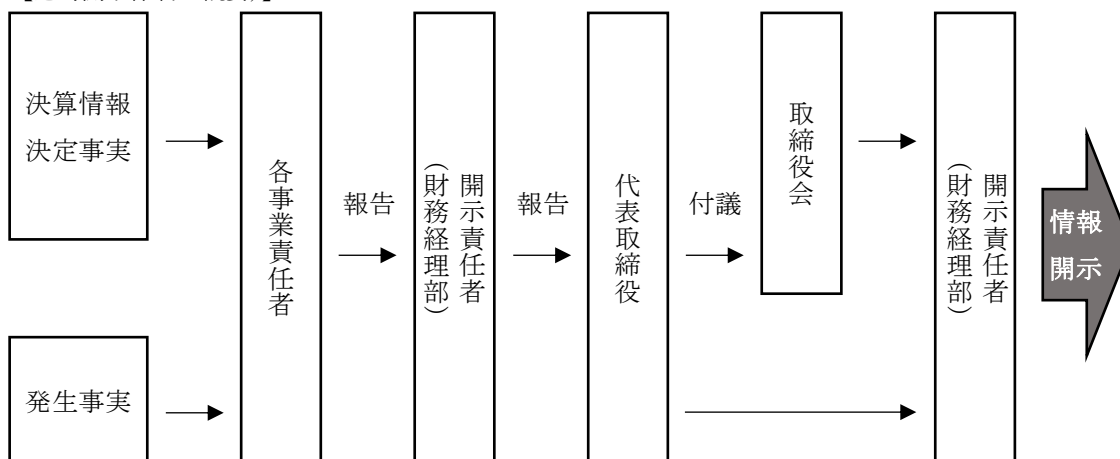 決算情報
決定事実
発生事実
各事業責任者
報告
開示責任者
(財務経理部)
報告
代表取締役
付議
取締役会
開示責任者
(財務経理部)
情報
開示